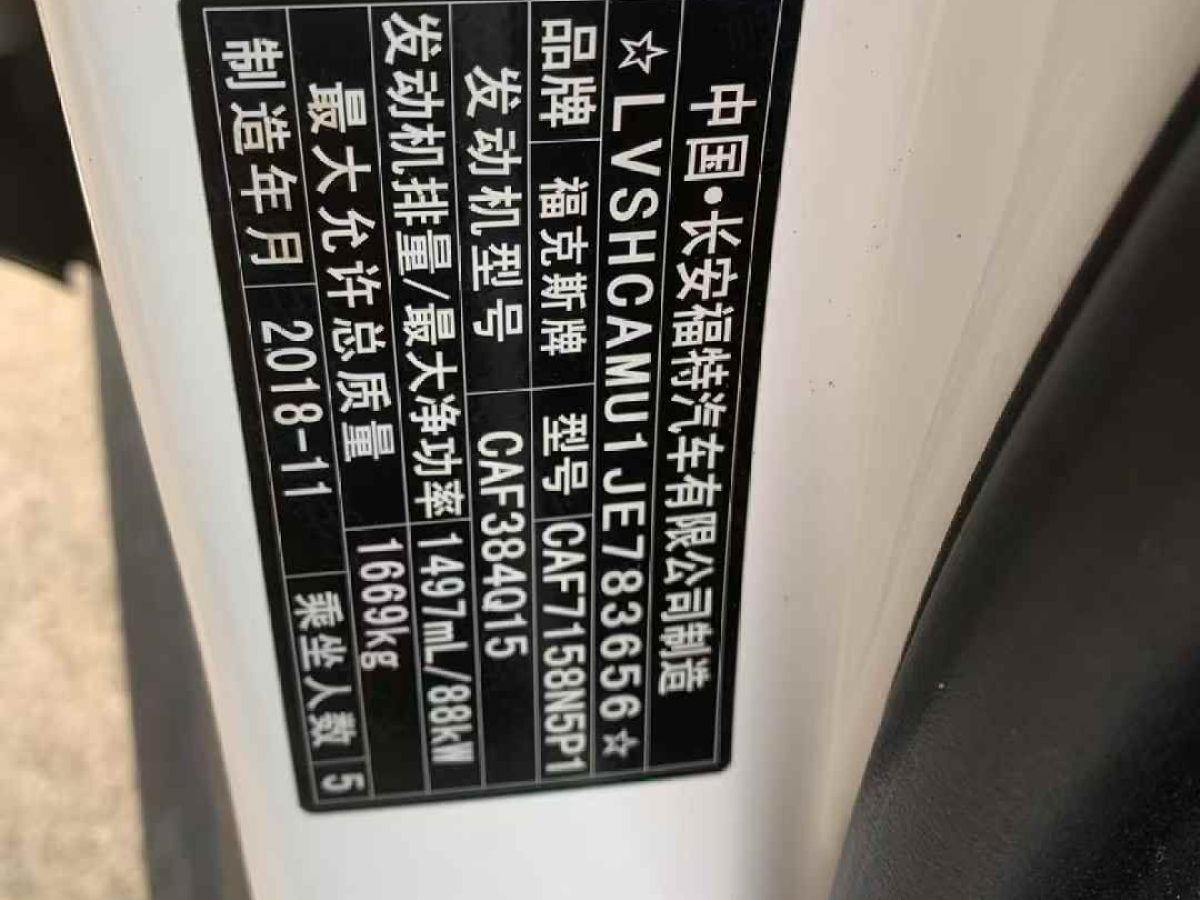 中国·长安福特汽车有限公司制造
☆LVSHCAMU1JE783656☆
品牌 福克斯牌 型号 CAF7158N5P1
发动机型号 CAF384Q15
发动机排量/最大净功率 1497mL/88kW
最大允许总质量 1669kg
制造年月 2018-11 乘坐人数 5